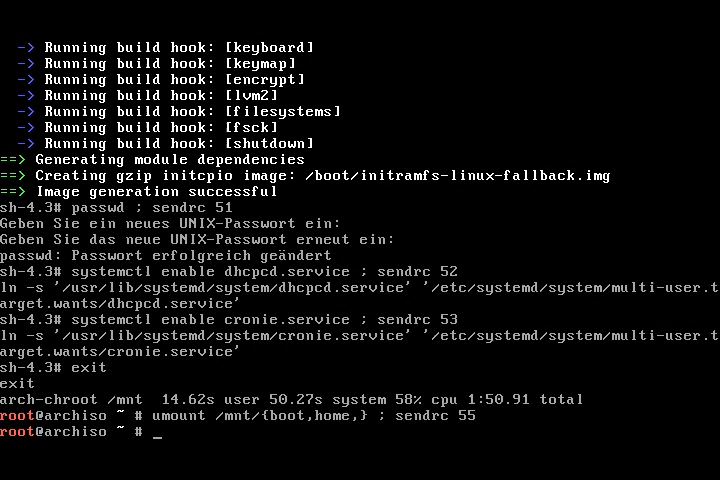 -> Running build hook: [keyboard]
-> Running build hook: [keymap]
-> Running build hook: [encrypt]
-> Running build hook: [lvm2]
-> Running build hook: [filesystems]
-> Running build hook: [fsck]
-> Running build hook: [shutdown]
==> Generating module dependencies
==> Creating gzip initcpio image: /boot/initramfs-linux-fallback.img
==> Image generation successful
sh-4.3# passwd ; sendrc 51
Geben Sie ein neues UNIX-Passwort ein:
Geben Sie das neue UNIX-Passwort erneut ein:
passwd: Passwort erfolgreich geändert
sh-4.3# systemctl enable dhcpcd.service ; sendrc 52
ln -s '/usr/lib/systemd/system/dhcpcd.service' '/etc/systemd/system/multi-user.t
arget.wants/dhcpcd.service'
sh-4.3# systemctl enable cronie.service ; sendrc 53
ln -s '/usr/lib/systemd/system/cronie.service' '/etc/systemd/system/multi-user.t
arget.wants/cronie.service'
sh-4.3# exit
exit
arch-chroot /mnt  14.62s user 50.27s system 58% cpu 1:50.91 total
root@archiso ~ # umount /mnt/{boot,home,} ; sendrc 55
root@archiso ~ # _